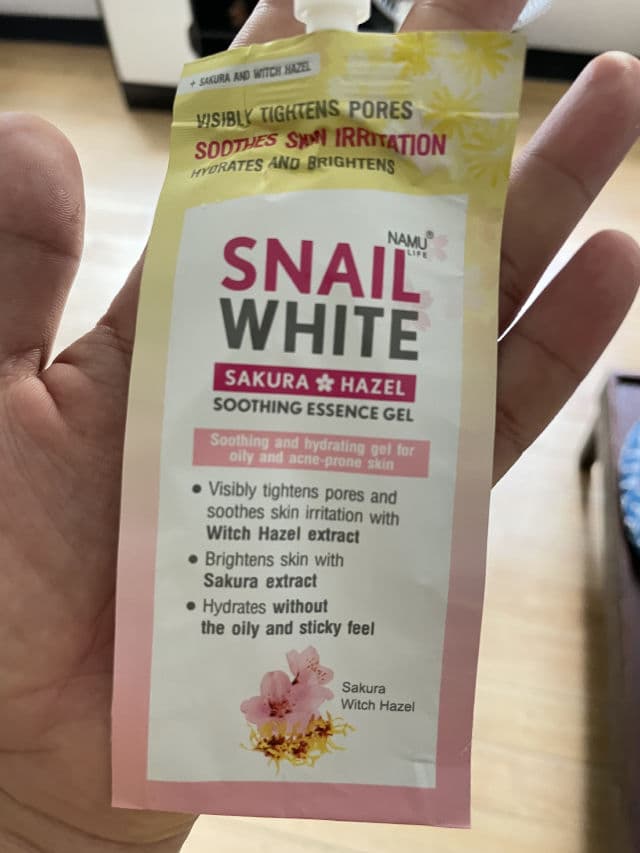 + SAKURA AND WITCH HAZEL
VISIBLY TIGHTENS PORES
SOOTHES SKIN IRRITATION
HYDRATES AND BRIGHTENS
NAMU®
LIFE
SNAIL
WHITE
SAKURA HAZEL
SOOTHING ESSENCE GEL
Soothing and hydrating gel for
oily and acne-prone skin
• Visibly tightens pores and
soothes skin irritation with
Witch Hazel extract
• Brightens skin with
Sakura extract
• Hydrates without
the oily and sticky feel
Sakura
Witch Hazel